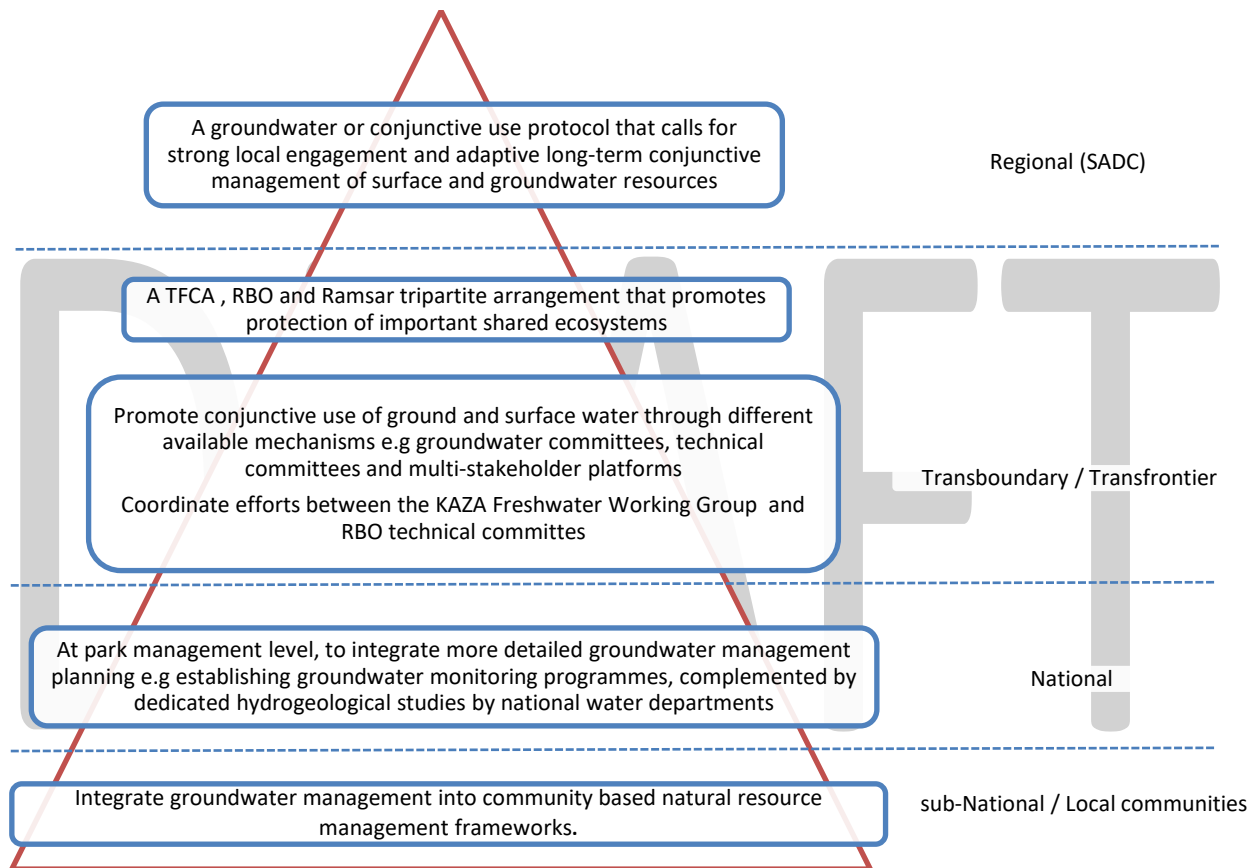 A groundwater or conjunctive use protocol that calls for
strong local engagement and adaptive long-term conjunctive
management of surface and groundwater resources
Regional (SADC)
A TFCA , RBO and Ramsar tripartite arrangement that promotes
protection of important shared ecosystems
Promote conjunctive use of ground and surface water through different
available mechanisms e.g groundwater committees, technical
committees and multi-stakeholder platforms
Coordinate efforts between the KAZA Freshwater Working Group and
RBO technical committes
Transboundary / Transfrontier
DRAFT
At park management level, to integrate more detailed groundwater management
planning e.g establishing groundwater monitoring programmes, complemented by
dedicated hydrogeological studies by national water departments
National
Integrate groundwater management into community based natural resource
management frameworks.
sub-National / Local communities